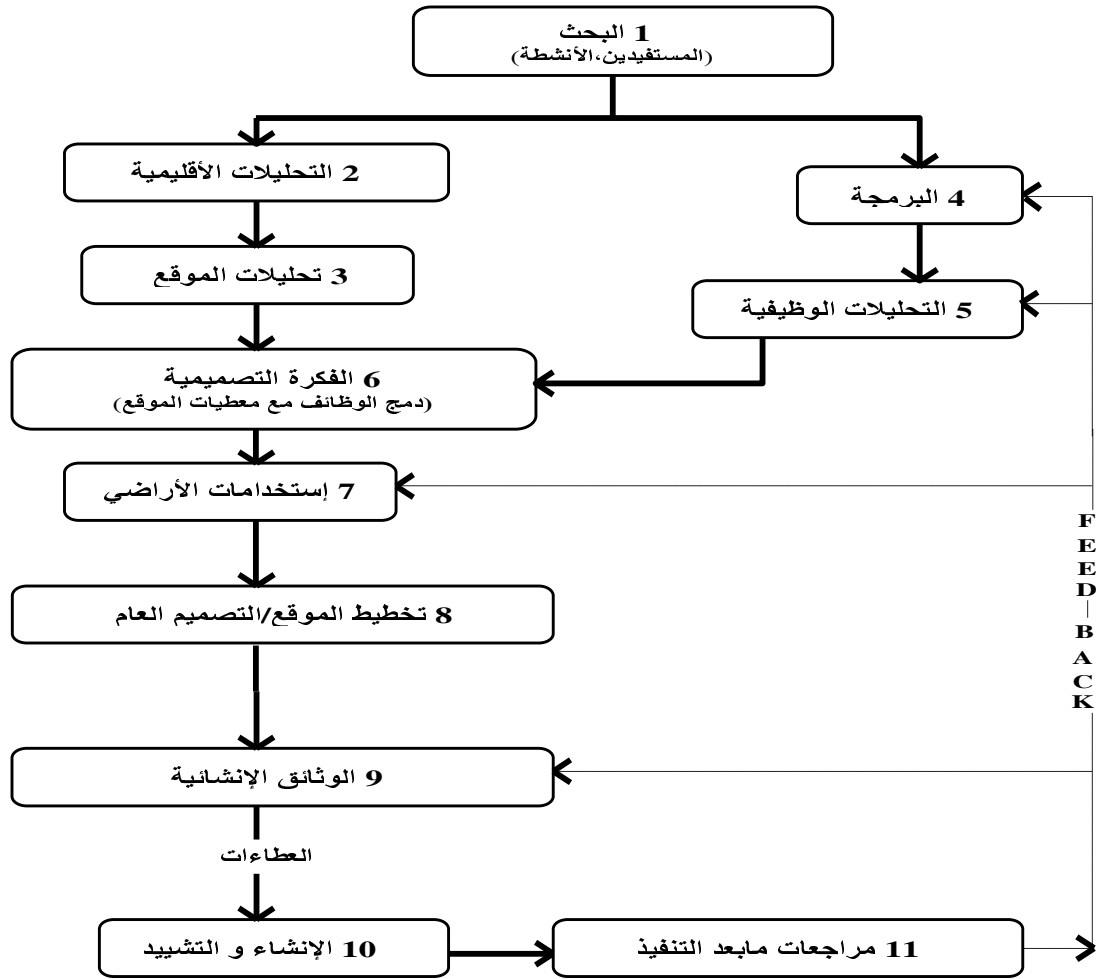 1 البحث
(المستفيدين،الأنشطة)
2 التحليلات الأقليمية
4 البرمجة
3 تحليلات الموقع
5 التحليلات الوظيفية
6 الفكرة التصميمية
(دمج الوظائف مع معطيات الموقع)
7 إستخدامات الأراضي
8 تخطيط الموقع/التصميم العام
9 الوثائق الإنشائية
العطاءات
10 الإنشاء و التشييد
11 مراجعات مابعد التنفيذ
F
E
E
D
|
B
A
C
K